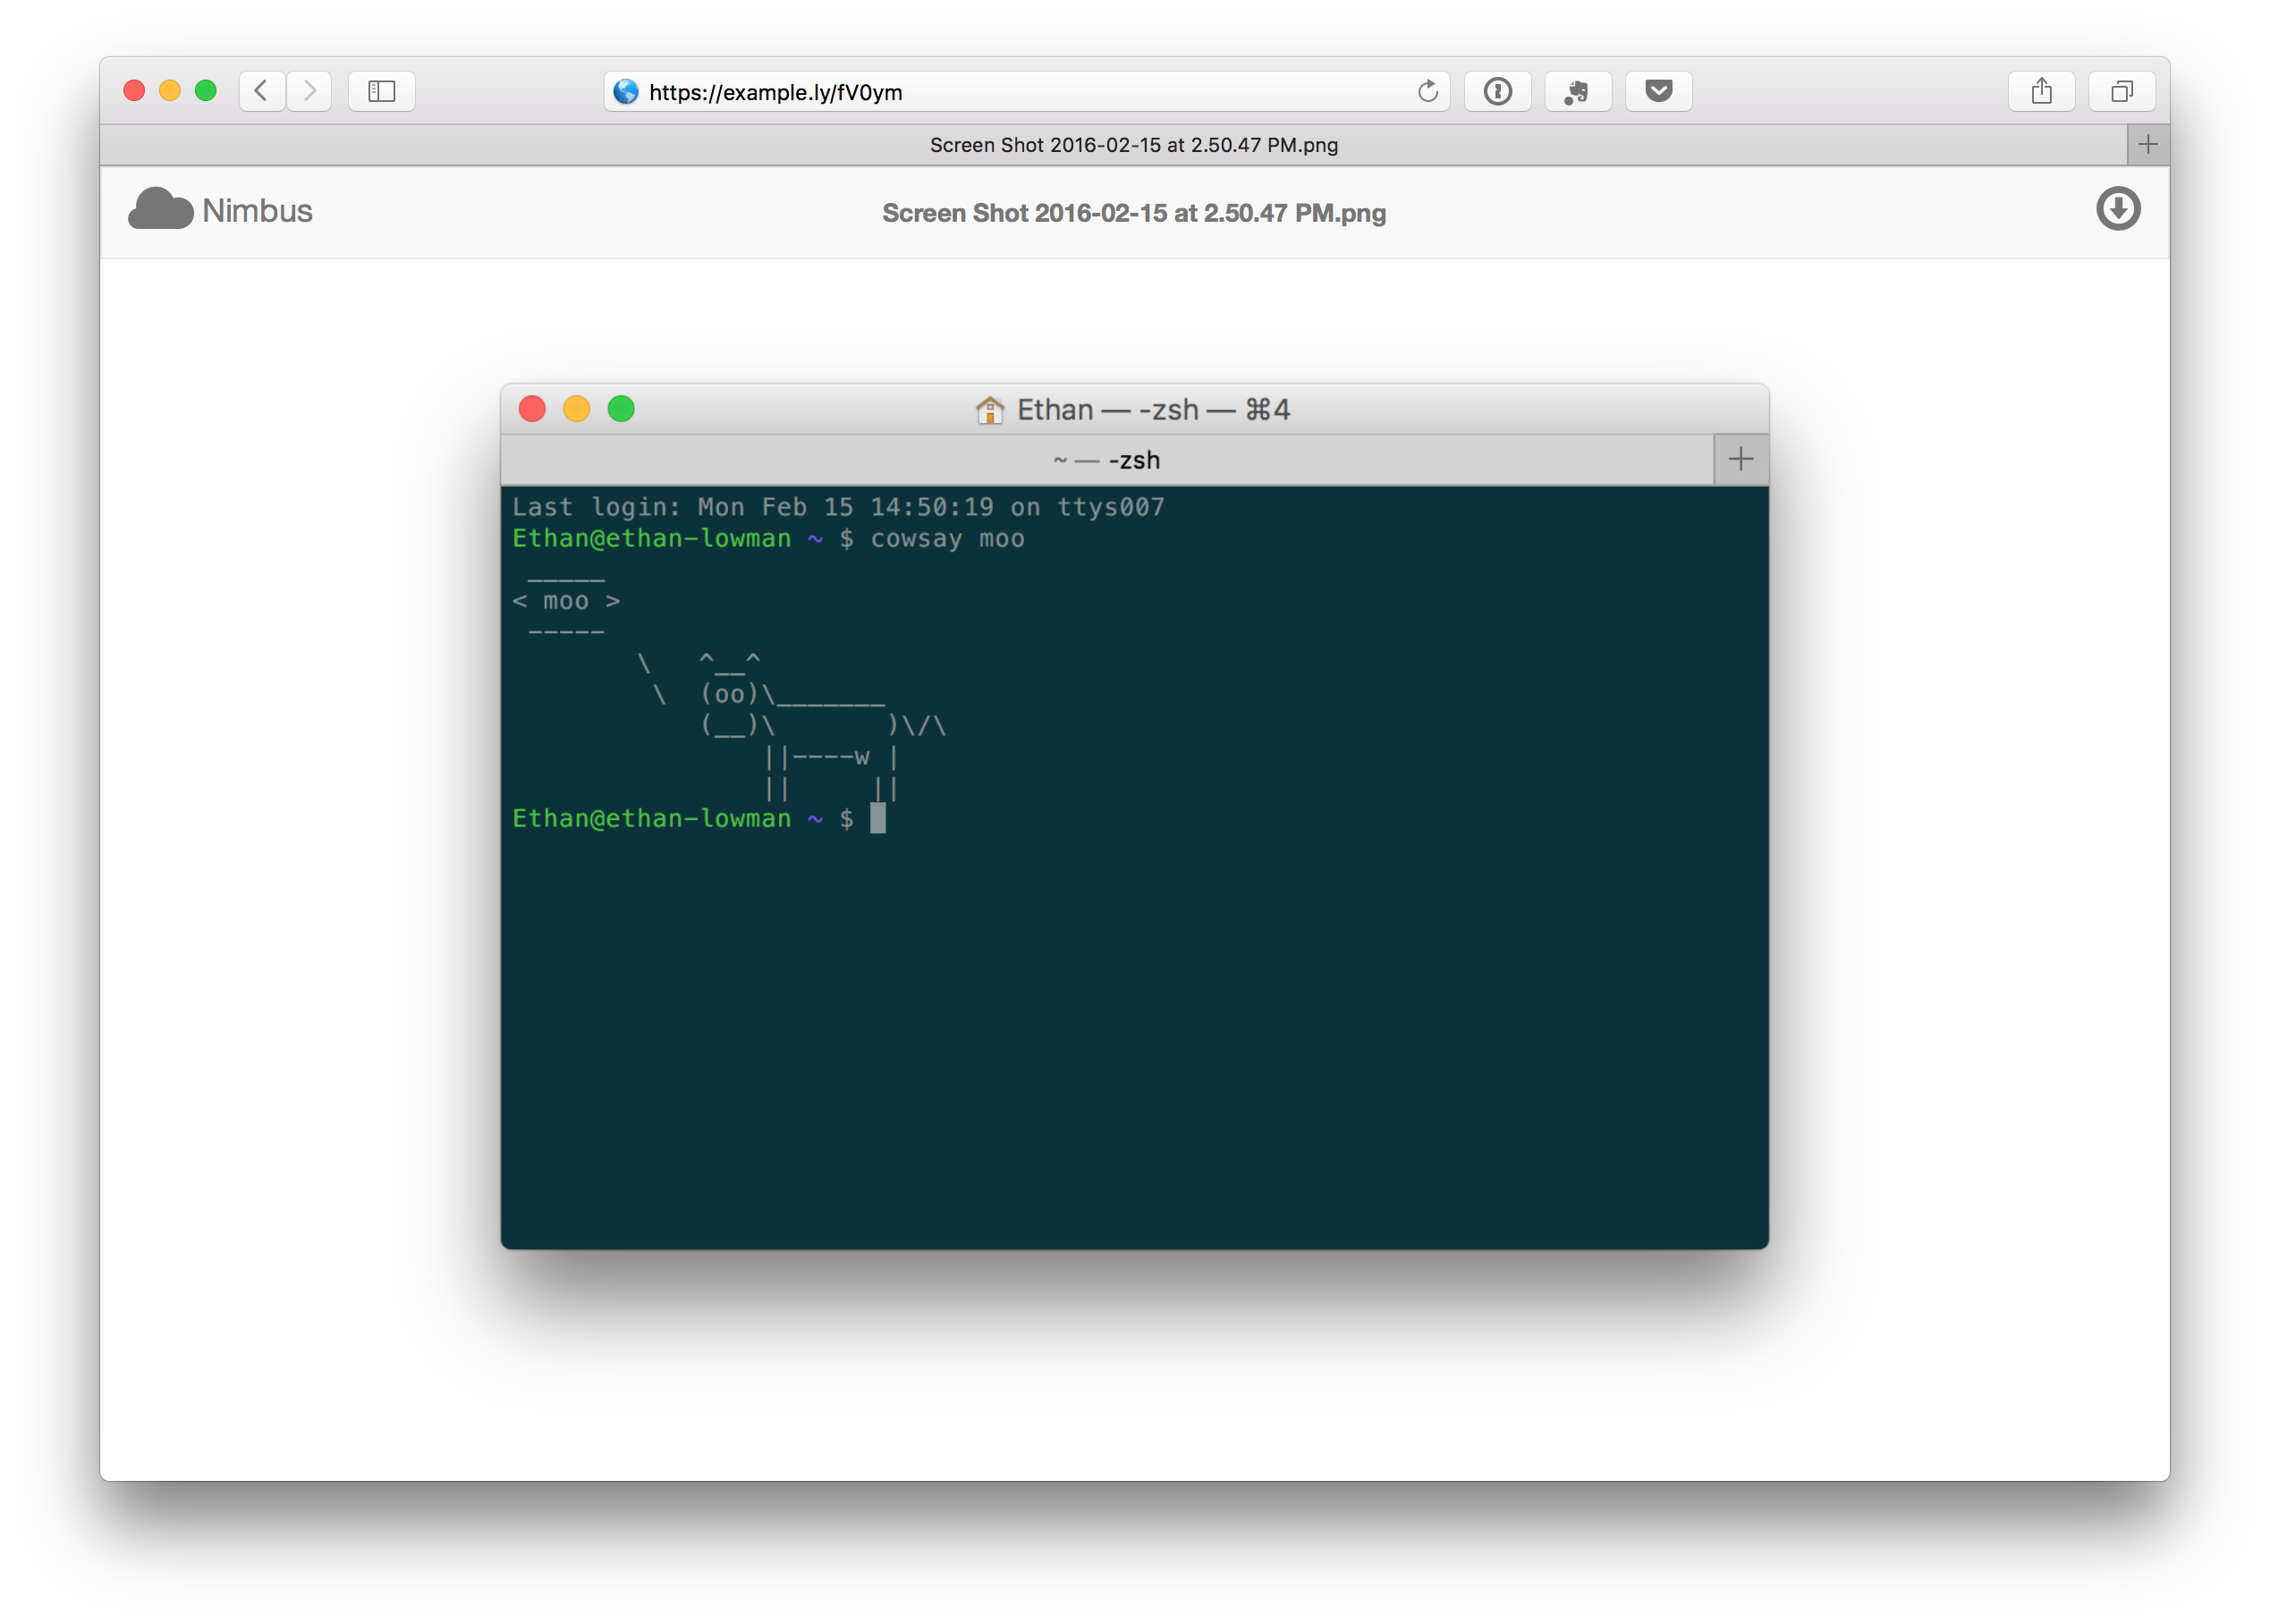 https://example.ly/fV0ym
Screen Shot 2016-02-15 at 2.50.47 PM.png
Nimbus
Screen Shot 2016-02-15 at 2.50.47 PM.png
Ethan — -zsh — ⌘4
~ — -zsh
Last login: Mon Feb 15 14:50:19 on ttys007
Ethan@ethan-lowman ~ $ cowsay moo
 _____
< moo >
 -----
        \   ^__^
         \  (oo)\_______
            (__)\       )\/\
                ||----w |
                ||     ||
Ethan@ethan-lowman ~ $